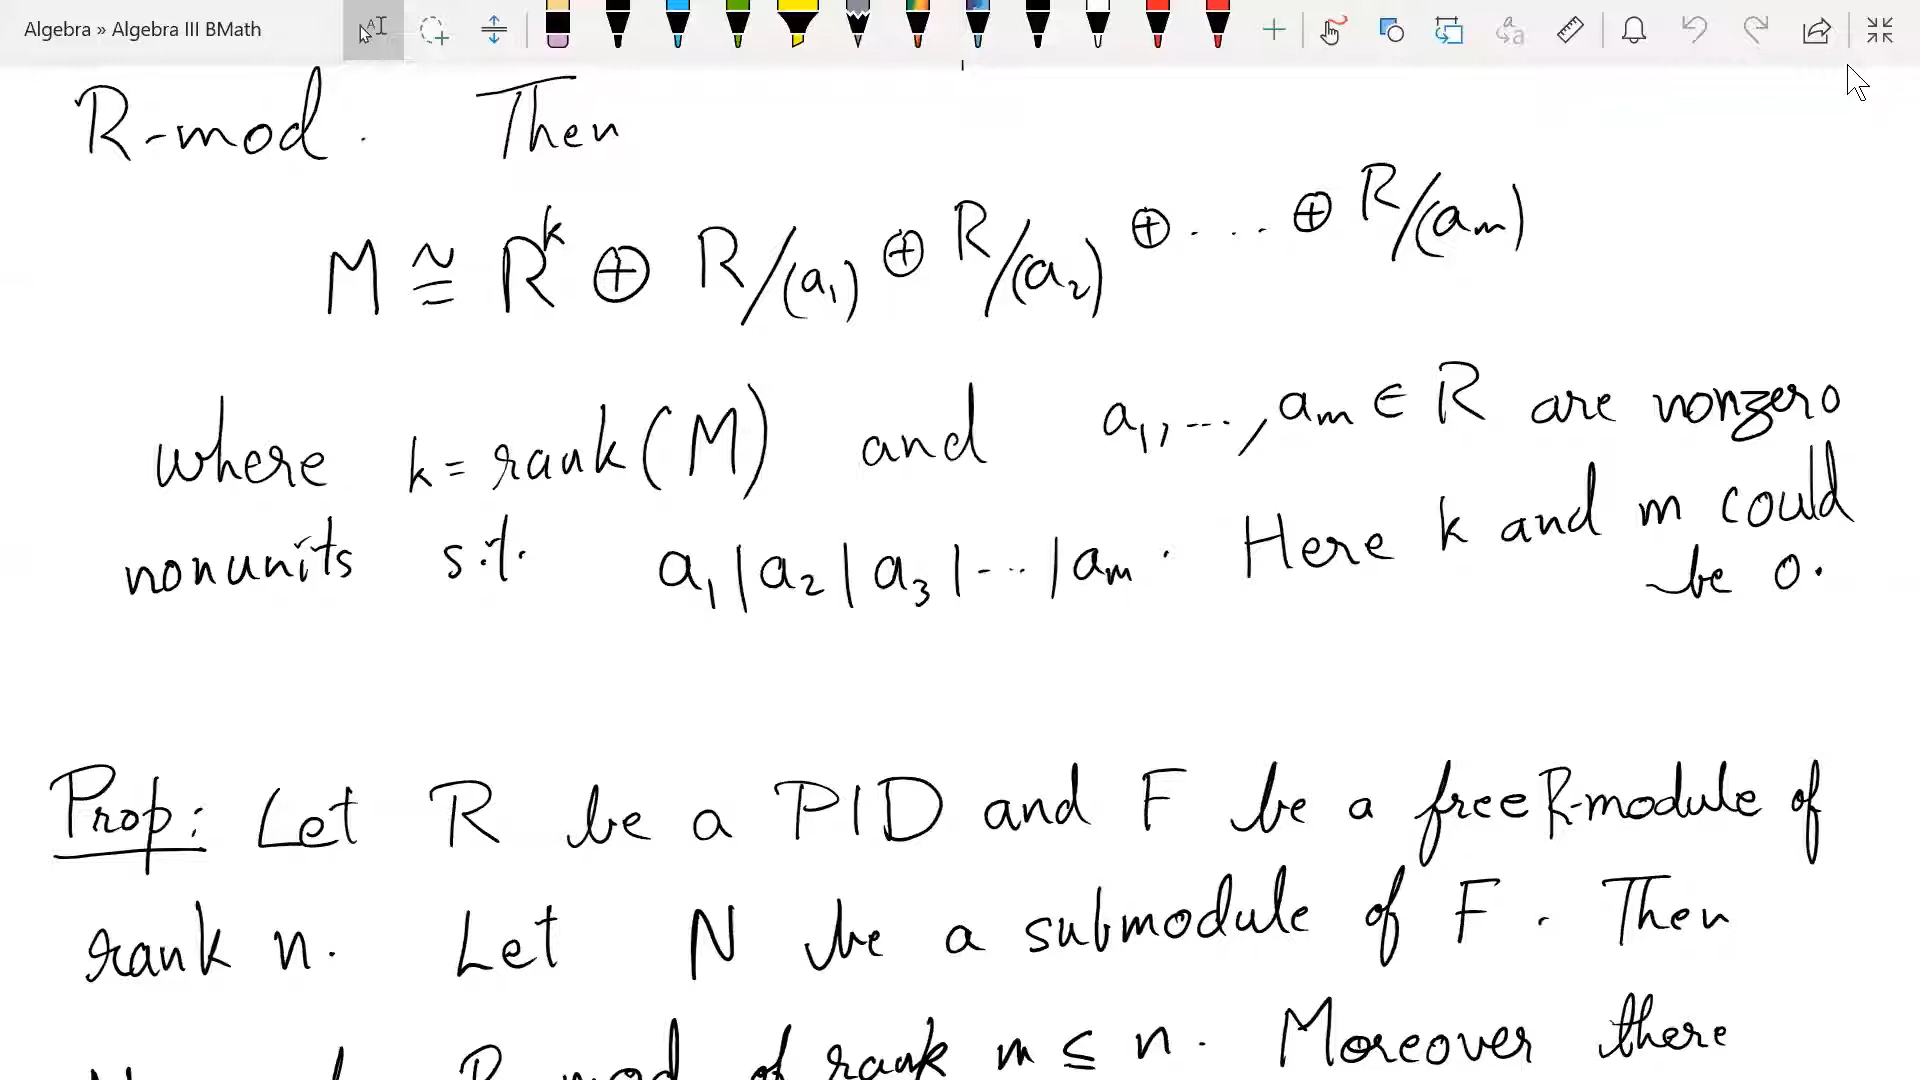 Algebra » Algebra III BMath
R-mod. Then
M ≅ R^k ⊕ R/(a₁) ⊕ R/(a₂) ⊕ .... ⊕ R/(aₘ)
where k = rank(M) and a₁, ..., aₘ ∈ R are nonzero
nonunits s.t. a₁ | a₂ | a₃ | ... | aₘ. Here k and m could
be 0.
Prop: Let R be a PID and F be a free R-module of
rank n. Let N be a submodule of F. Then
R-mod of rank m ≤ n. Moreover there